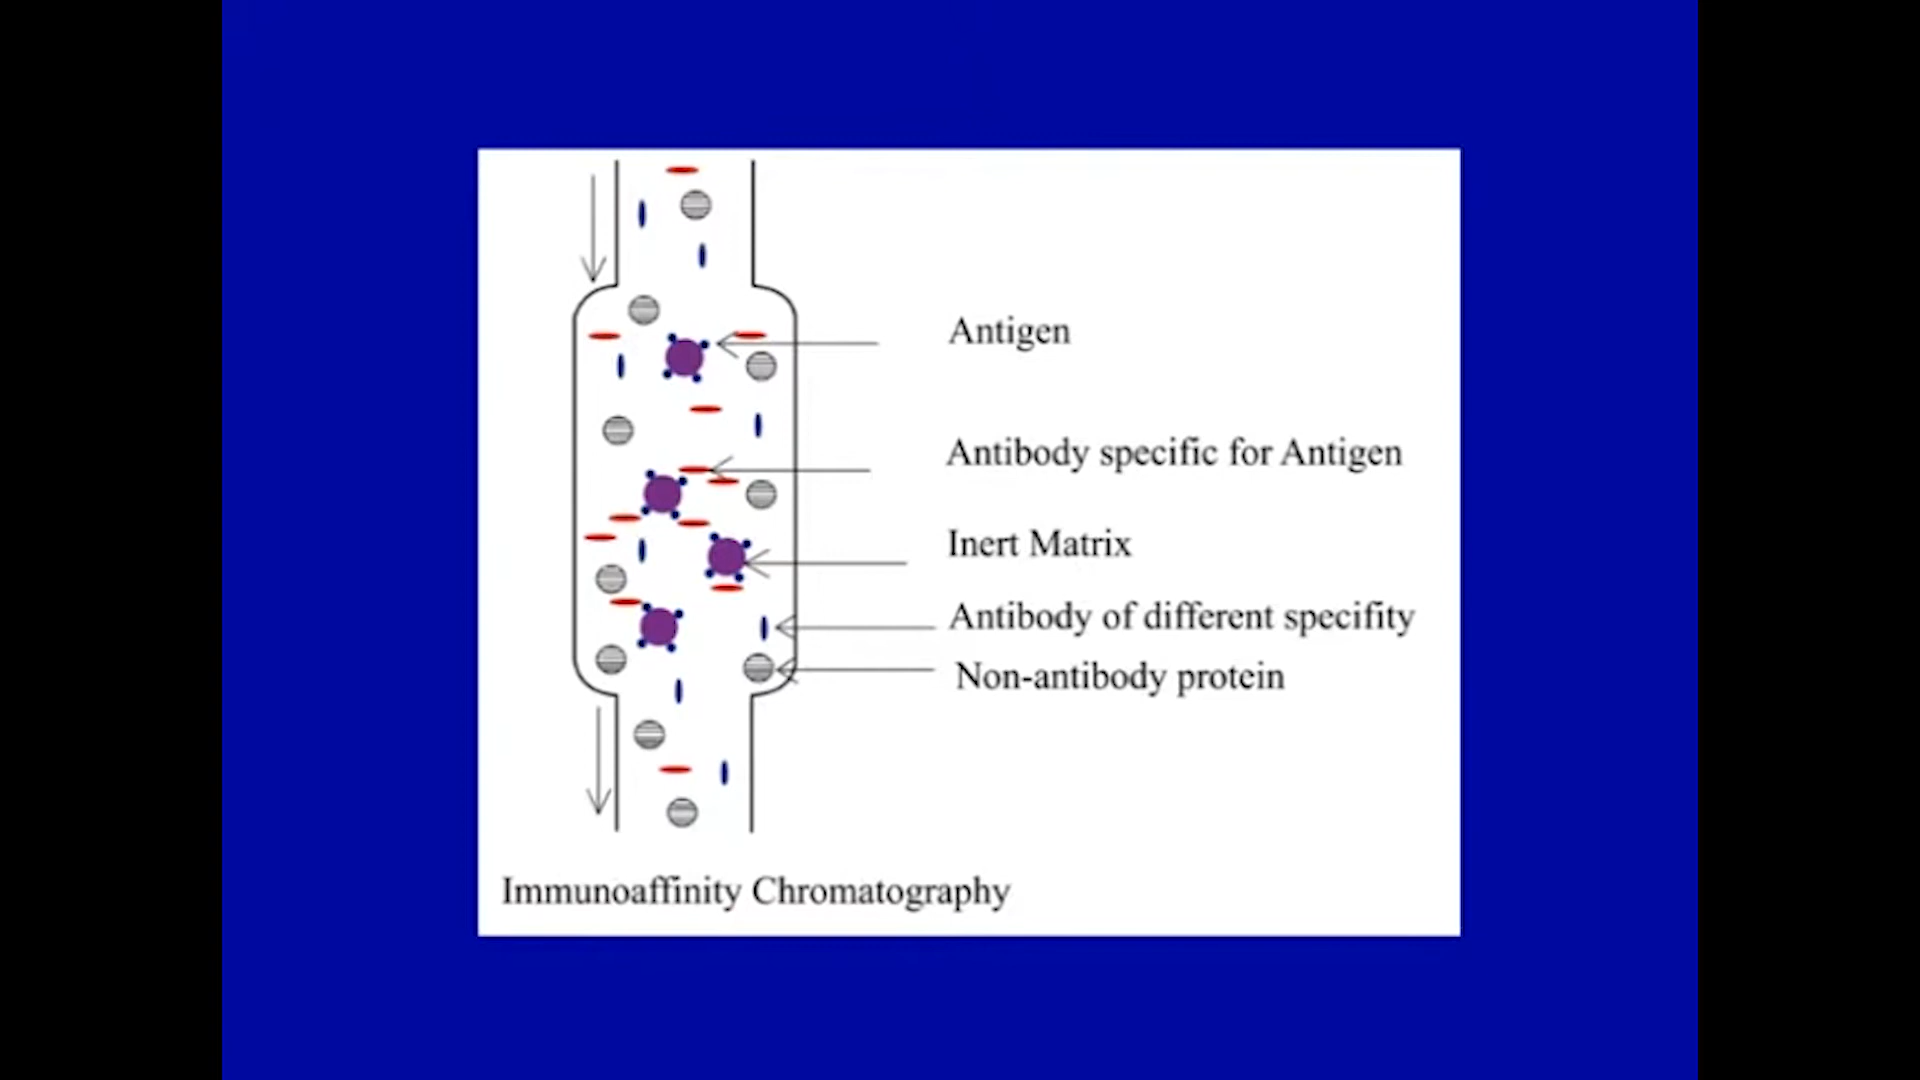 Antigen
Antibody specific for Antigen
Inert Matrix
Antibody of different specifity
Non-antibody protein
Immunoaffinity Chromatography